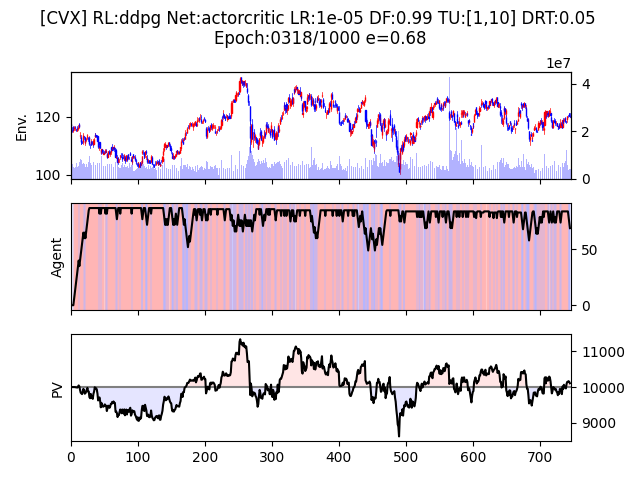 [CVX] RL:ddpg Net:actorcritic LR:1e-05 DF:0.99 TU:[1,10] DRT:0.05
Epoch:0318/1000 e=0.68
1e7
Env.
120
100
4
2
0
Agent
50
0
PV
11000
10000
9000
0 100 200 300 400 500 600 700